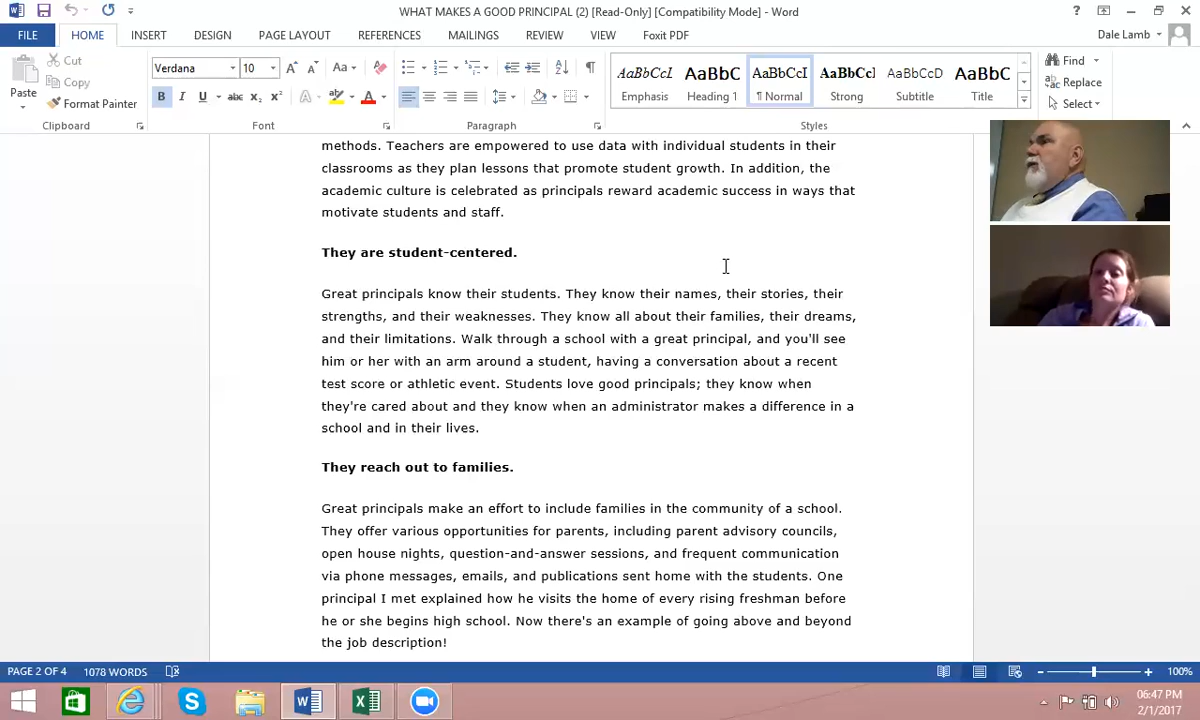 WHAT MAKES A GOOD PRINCIPAL (2) [Read-Only] [Compatibility Mode] - Word
FILE HOME INSERT DESIGN PAGE LAYOUT REFERENCES MAILINGS REVIEW VIEW Foxit PDF
Dale Lamb
Cut
Copy
Format Painter
Paste
Clipboard
Verdana 10
Font
Paragraph
AaBbCcI AaBbC AaBbCcI AaBbCcI AaBbCcD AaBbC
Emphasis Heading 1 ¶ Normal Strong Subtitle Title
Styles
Find
Replace
Select
methods. Teachers are empowered to use data with individual students in their
classrooms as they plan lessons that promote student growth. In addition, the
academic culture is celebrated as principals reward academic success in ways that
motivate students and staff.
They are student-centered.
Great principals know their students. They know their names, their stories, their
strengths, and their weaknesses. They know all about their families, their dreams,
and their limitations. Walk through a school with a great principal, and you'll see
him or her with an arm around a student, having a conversation about a recent
test score or athletic event. Students love good principals; they know when
they're cared about and they know when an administrator makes a difference in a
school and in their lives.
They reach out to families.
Great principals make an effort to include families in the community of a school.
They offer various opportunities for parents, including parent advisory councils,
open house nights, question-and-answer sessions, and frequent communication
via phone messages, emails, and publications sent home with the students. One
principal I met explained how he visits the home of every rising freshman before
he or she begins high school. Now there's an example of going above and beyond
the job description!
PAGE 2 OF 4 1078 WORDS
100%
06:47 PM
2/1/2017